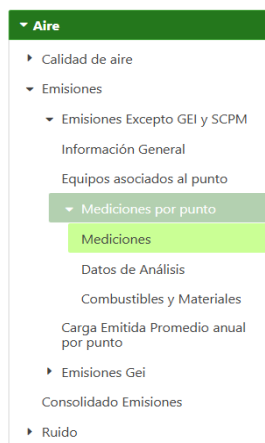 Aire
Calidad de aire
Emisiones
Emisiones Excepto GEI y SCPM
Información General
Equipos asociados al punto
Mediciones por punto
Mediciones
Datos de Análisis
Combustibles y Materiales
Carga Emitida Promedio anual
por punto
Emisiones Gei
Consolidado Emisiones
Ruido